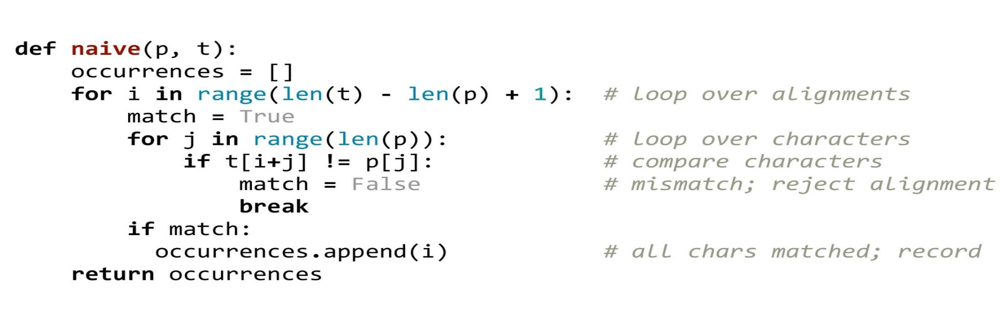 def naive(p, t):
    occurrences = []
    for i in range(len(t) - len(p) + 1):  # loop over alignments
        match = True
        for j in range(len(p)):           # loop over characters
            if t[i+j] != p[j]:            # compare characters
                match = False             # mismatch; reject alignment
                break
        if match:
          occurrences.append(i)           # all chars matched; record
    return occurrences